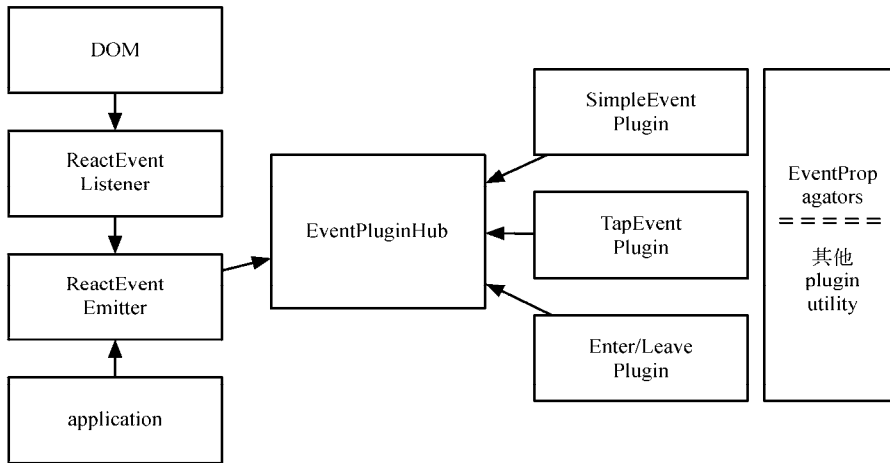 DOM
ReactEvent
Listener
ReactEvent
Emitter
application
EventPluginHub
SimpleEvent
Plugin
TapEvent
Plugin
Enter/Leave
Plugin
EventProp
agators
=====
其他
plugin
utility